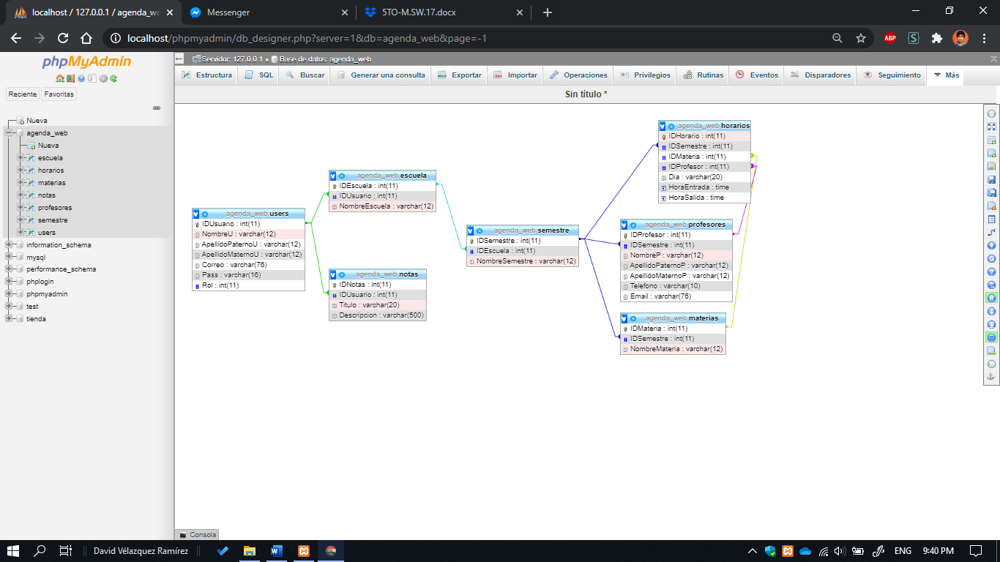 localhost / 127.0.0.1 / agenda_we
Messenger
5TO-M.SW.17.docx
localhost/phpmyadmin/db_designer.php?server=1&db=agenda_web&page=-1
ABP
phpMyAdmin
Reciente
Favoritas
Nueva
agenda_web
Nueva
escuela
horarios
materias
notas
profesores
semestre
users
information_schema
mysql
performance_schema
phplogin
phpmyadmin
test
tienda
Servidor: 127.0.0.1 » Base de datos: agenda_web
Estructura
SQL
Buscar
Generar una consulta
Exportar
Importar
Operaciones
Privilegios
Rutinas
Eventos
Disparadores
Seguimiento
Más
Sin título *
agenda_web users
IDUsuario : int(11)
NombreU : varchar(12)
ApellidoPaternoU : varchar(12)
ApellidoMaternoU : varchar(12)
Correo : varchar(76)
Pass : varchar(16)
Rol : int(11)
agenda_web escuela
IDEscuela : int(11)
IDUsuario : int(11)
NombreEscuela : varchar(12)
agenda_web notas
IDNotas : int(11)
IDUsuario : int(11)
Titulo : varchar(20)
Descripcion : varchar(500)
agenda_web semestre
IDSemestre : int(11)
IDEscuela : int(11)
NombreSemestre : varchar(12)
agenda_web horarios
IDHorario : int(11)
IDSemestre : int(11)
IDMateria : int(11)
IDProfesor : int(11)
Dia : varchar(20)
HoraEntrada : time
HoraSalida : time
agenda_web profesores
IDProfesor : int(11)
IDSemestre : int(11)
NombreP : varchar(12)
ApellidoPaternoP : varchar(12)
ApellidoMaternoP : varchar(12)
Telefono : varchar(10)
Email : varchar(76)
agenda_web materias
IDMateria : int(11)
IDSemestre : int(11)
NombreMateria : varchar(12)
Consola
David Velázquez Ramírez
ENG
9:40 PM